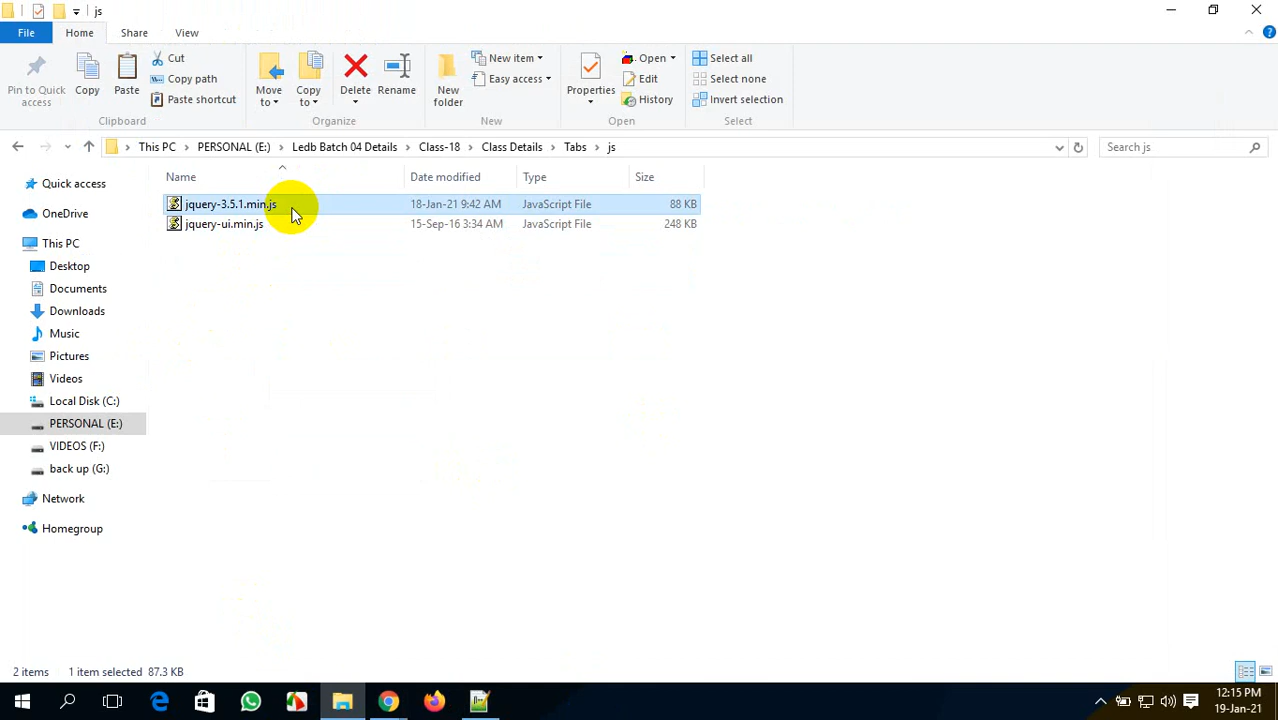 js
File Home Share View
Pin to Quick access
Copy
Paste
Cut
Copy path
Paste shortcut
Clipboard
Move to
Copy to
Delete
Rename
Organize
New folder
New item
Easy access
New
Properties
Open
Edit
History
Open
Select all
Select none
Invert selection
Select
This PC PERSONAL (E:) Ledb Batch 04 Details Class-18 Class Details Tabs js
Search js
Name Date modified Type Size
jquery-3.5.1.min.js 18-Jan-21 9:42 AM JavaScript File 88 KB
jquery-ui.min.js 15-Sep-16 3:34 AM JavaScript File 248 KB
Quick access
OneDrive
This PC
Desktop
Documents
Downloads
Music
Pictures
Videos
Local Disk (C:)
PERSONAL (E:)
VIDEOS (F:)
back up (G:)
Network
Homegroup
2 items 1 item selected 87.3 KB
12:15 PM
19-Jan-21